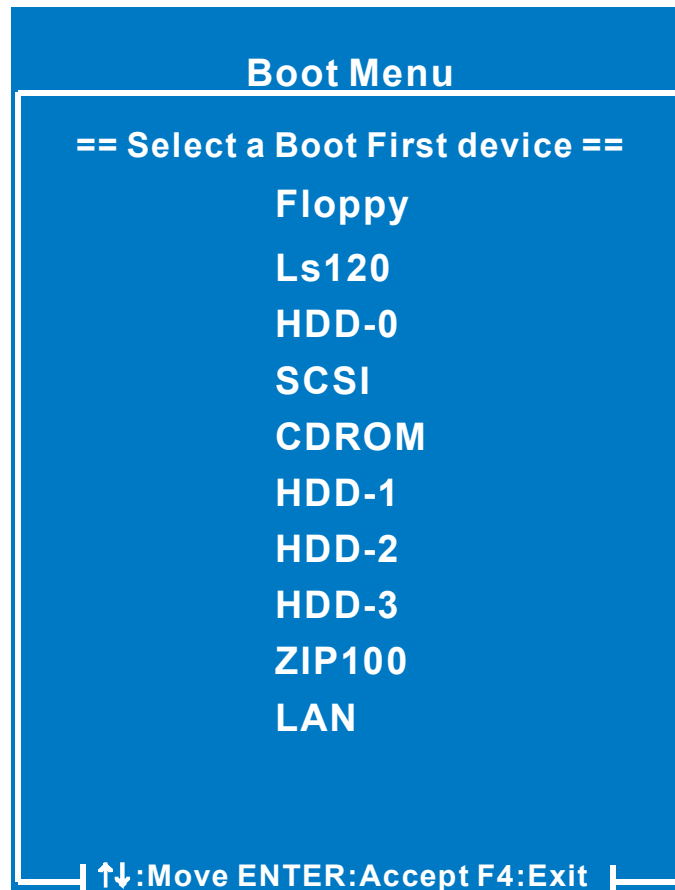 Boot Menu
== Select a Boot First device ==
Floppy
Ls120
HDD-0
SCSI
CDROM
HDD-1
HDD-2
HDD-3
ZIP100
LAN
↑↓:Move ENTER:Accept F4:Exit